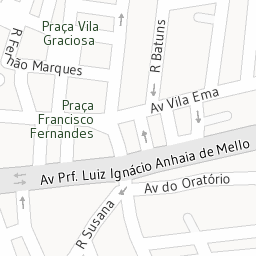 Praça Vila
Graciosa
R Fernão Marques
R Batuns
Av Vila Ema
Praça
Francisco
Fernandes
Av Prf. Luiz Ignácio Anhaia de Mello
Av do Oratório
R Susana